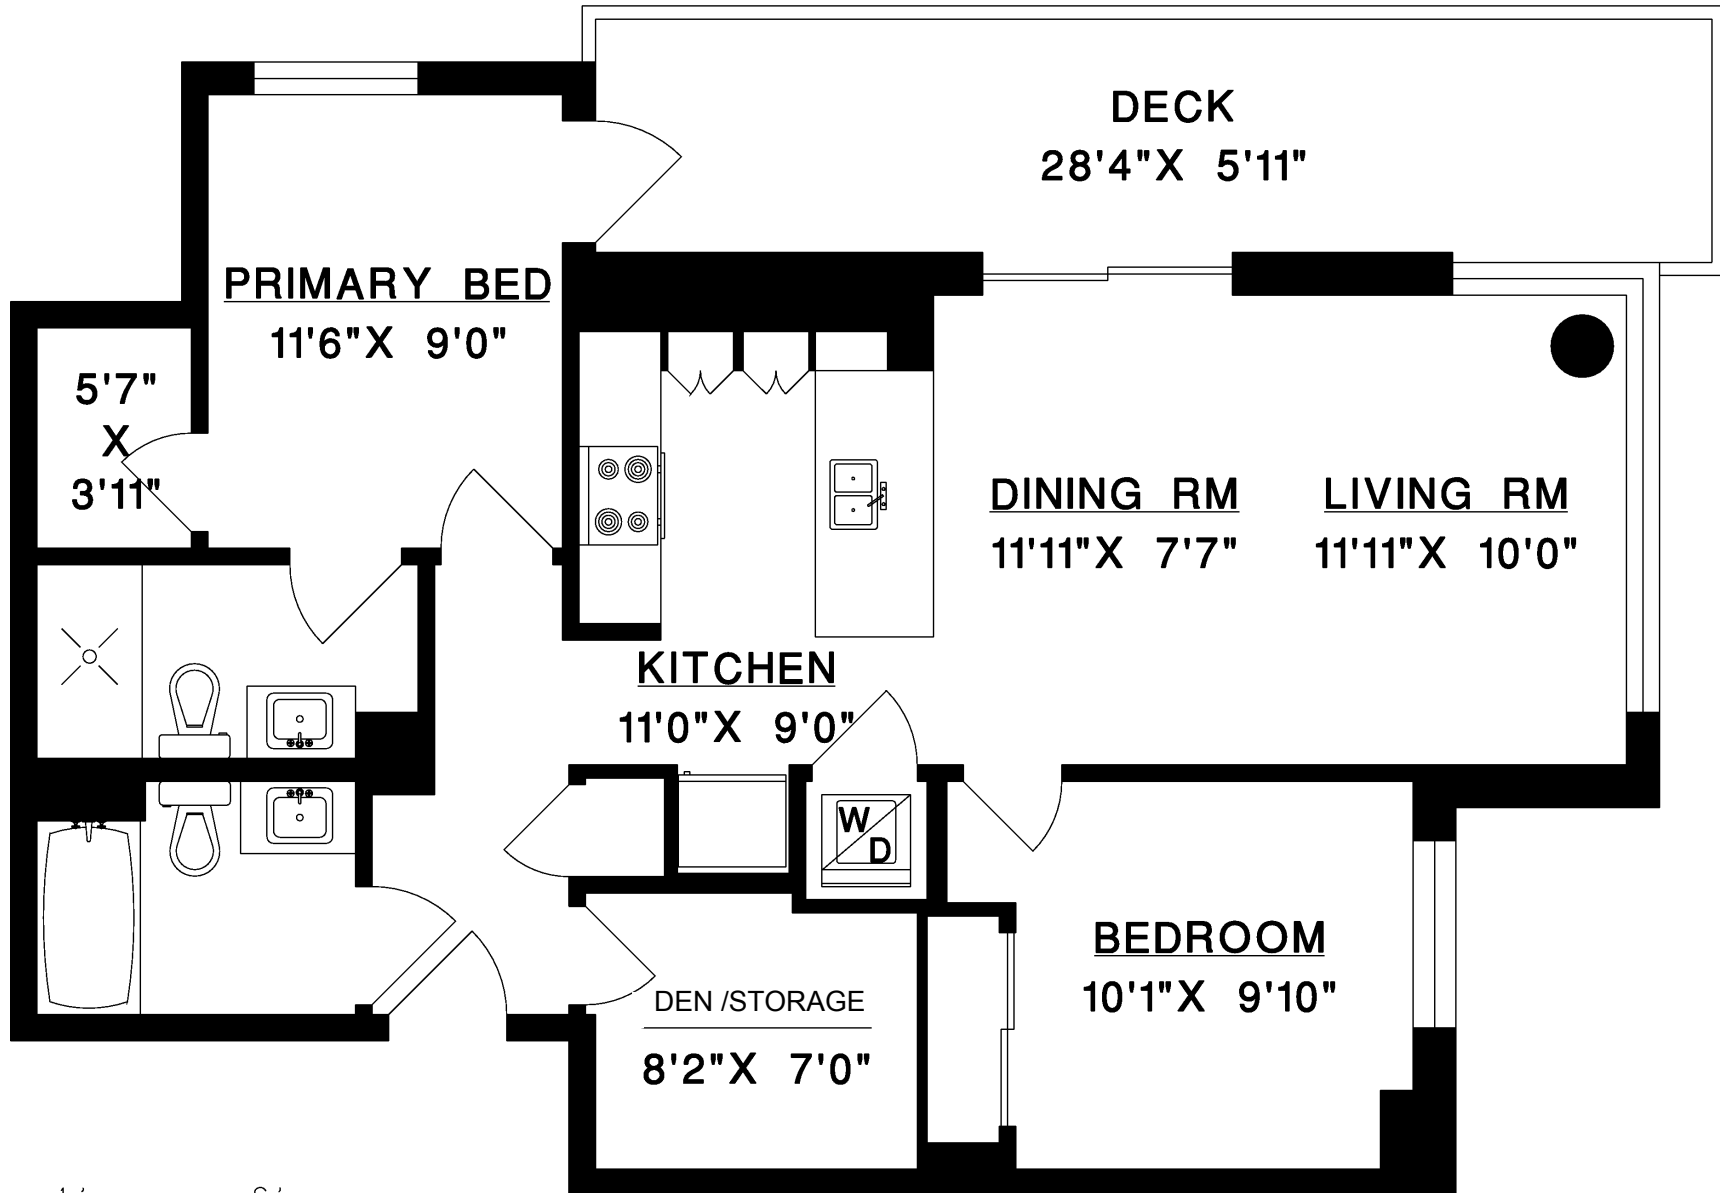 DECK
28'4"X 5'11"
PRIMARY BED
11'6"X 9'0"
5'7"
X
3'11"
DINING RM
11'11"X 7'7"
LIVING RM
11'11"X 10'0"
KITCHEN
11'0"X 9'0"
W
D
BEDROOM
10'1"X 9'10"
DEN /STORAGE
8'2"X 7'0"